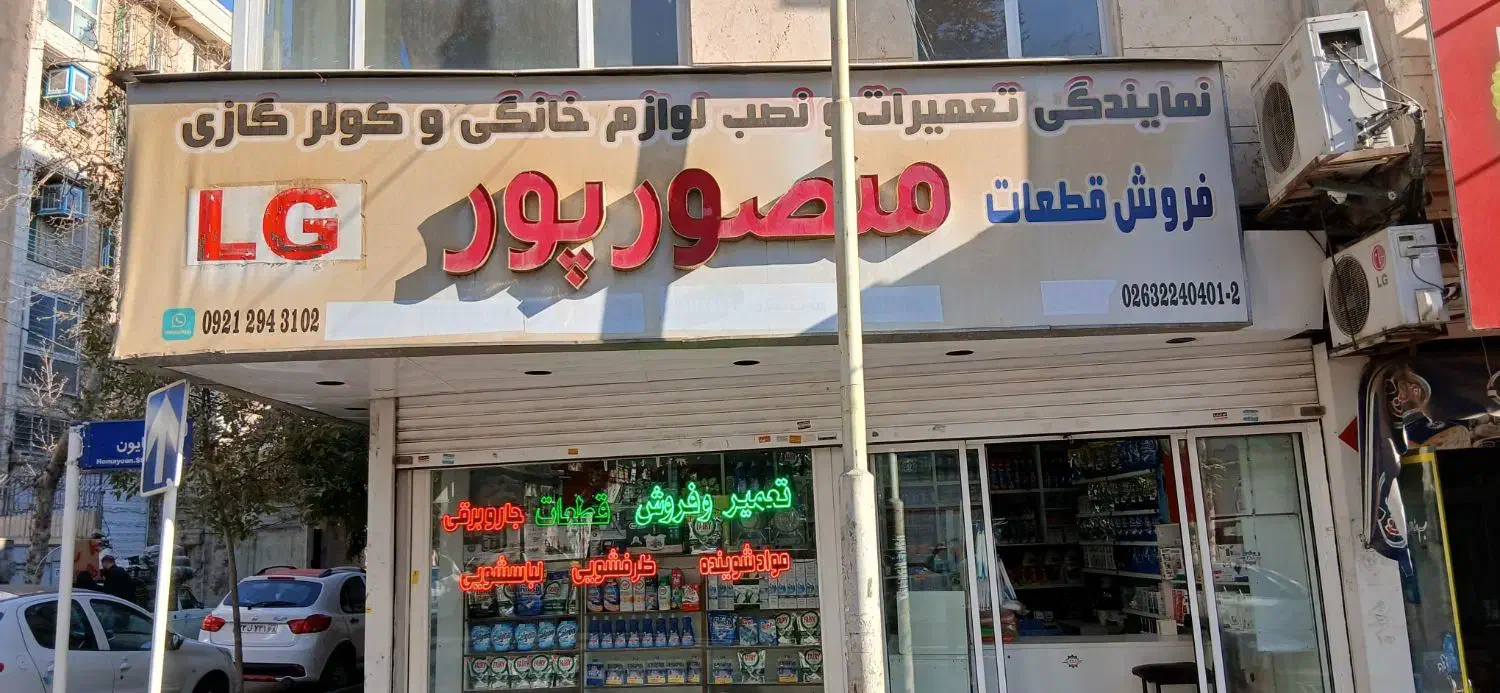 نمایندگی تعمیرات و نصب لوازم خانگی و کولر گازی
فروش قطعات
منصورپور
LG
0921 294 3102
02632240401-2
تعمیر و فروش قطعات جاروبرقی
مواد شوینده ظرفشویی لباسشویی
Homayoun.St
LG